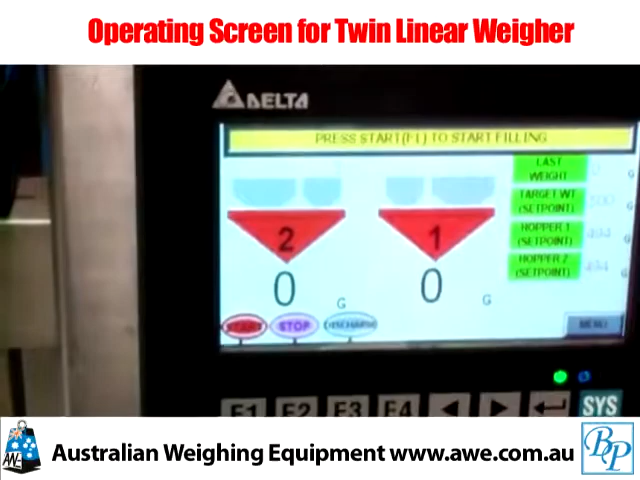 Operating Screen for Twin Linear Weigher
DELTA
PRESS START(F1) TO START FILLING
LAST
WEIGHT
G
TARGET WT
(SETPOINT)
500
G
HOPPER 1
(SETPOINT)
G
HOPPER 2
(SETPOINT)
G
2
1
0
G
0
G
START
STOP
DISCHARGE
MENU
F1 F2 F3 F4
SYS
AWE
Australian Weighing Equipment www.awe.com.au
BP